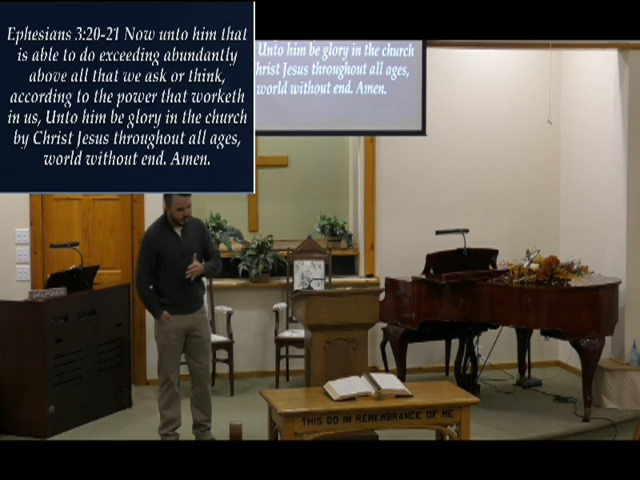 Ephesians 3:20-21 Now unto him that
is able to do exceeding abundantly
above all that we ask or think,
according to the power that worketh
in us, Unto him be glory in the church
by Christ Jesus throughout all ages,
world without end. Amen.
Unto him be glory in the church
hrist Jesus throughout all ages,
world without end. Amen.
THIS DO IN REMEMBRANCE OF ME